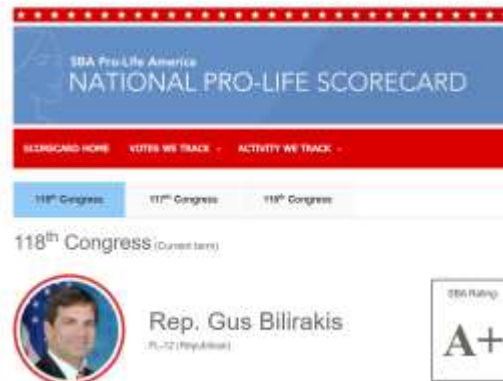 SBA Pro-Life America
NATIONAL PRO-LIFE SCORECARD
SCORECARD HOME VOTES WE TRACK ACTIVITY WE TRACK
118th Congress 117th Congress 116th Congress
118th Congress (Current term)
SBA Rating
Rep. Gus Bilirakis
A+
FL-12 (Republican)